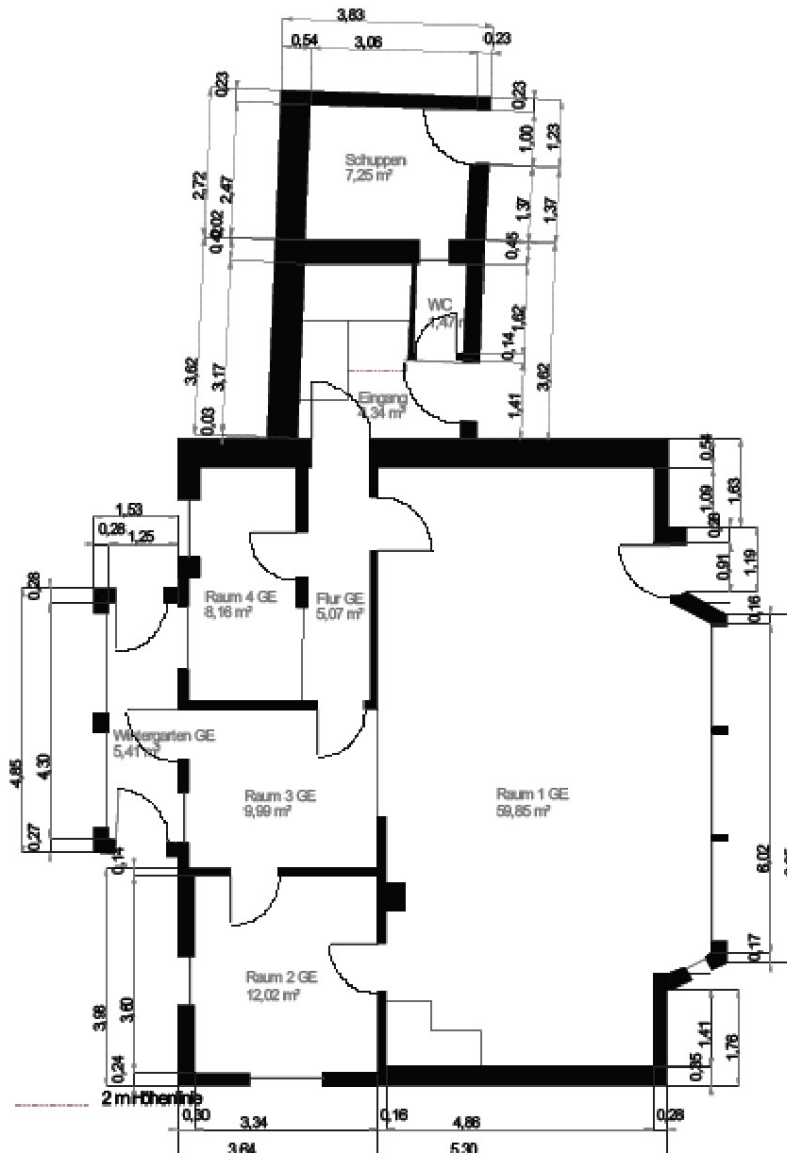 3,83
0,54 3,06 0,23
0,23
0,23
2,72
2,47
1,00
1,23
Schuppen
7,25 m²
1,37
1,37
0,02
0,45
WC
1,62
3,62
3,17
0,14
3,62
Eingang
1,41
0,03
0,54
1,09
1,63
0,28
1,53
0,28
1,25
0,91
1,19
0,28
Raum 4 GE
8,16 m²
Flur GE
5,07 m²
0,16
Wintergarten GE
5,41 m²
4,85
4,30
Raum 3 GE
9,99 m²
Raum 1 GE
59,85 m²
0,27
0,14
6,02
0,17
Raum 2 GE
12,02 m²
3,98
3,60
1,41
1,76
0,35
0,24
2 m Höhenlinie
0,30 3,34 0,16 4,86 0,28
3,64 5,30